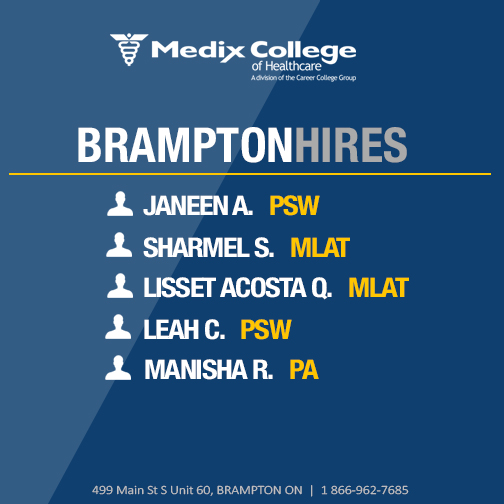 Medix College
of Healthcare
A division of the Career College Group
BRAMPTONHIRES
JANEEN A. PSW
SHARMEL S. MLAT
LISSET ACOSTA Q. MLAT
LEAH C. PSW
MANISHA R. PA
499 Main St S Unit 60, BRAMPTON ON | 1 866-962-7685